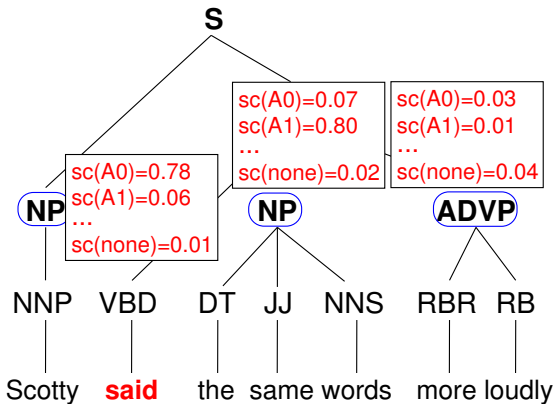 S
sc(A0)=0.07
sc(A1)=0.80
...
sc(none)=0.02
sc(A0)=0.03
sc(A1)=0.01
...
sc(none)=0.04
sc(A0)=0.78
sc(A1)=0.06
...
sc(none)=0.01
NP NP ADVP
NNP VBD DT JJ NNS RBR RB
Scotty said the same words more loudly